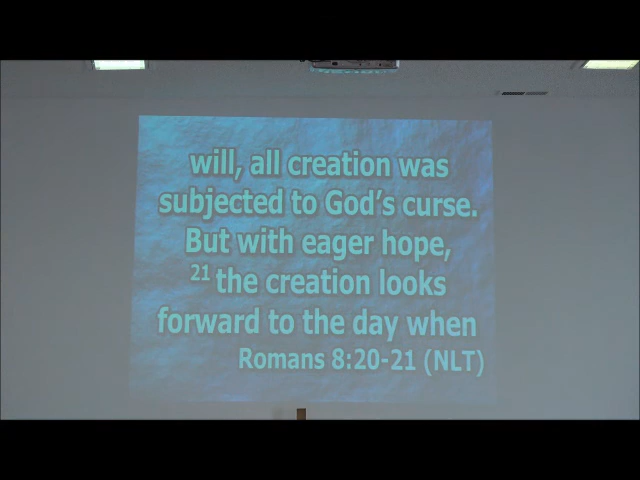 will, all creation was
subjected to God's curse.
But with eager hope,
21 the creation looks
forward to the day when
Romans 8:20-21 (NLT)